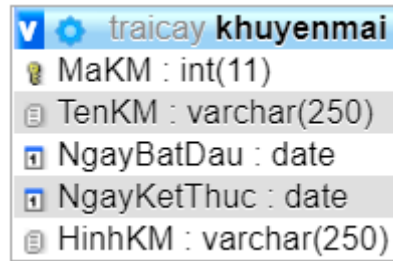 v traicay khuyenmai
MaKM : int(11)
TenKM : varchar(250)
NgayBatDau : date
NgayKetThuc : date
HinhKM : varchar(250)